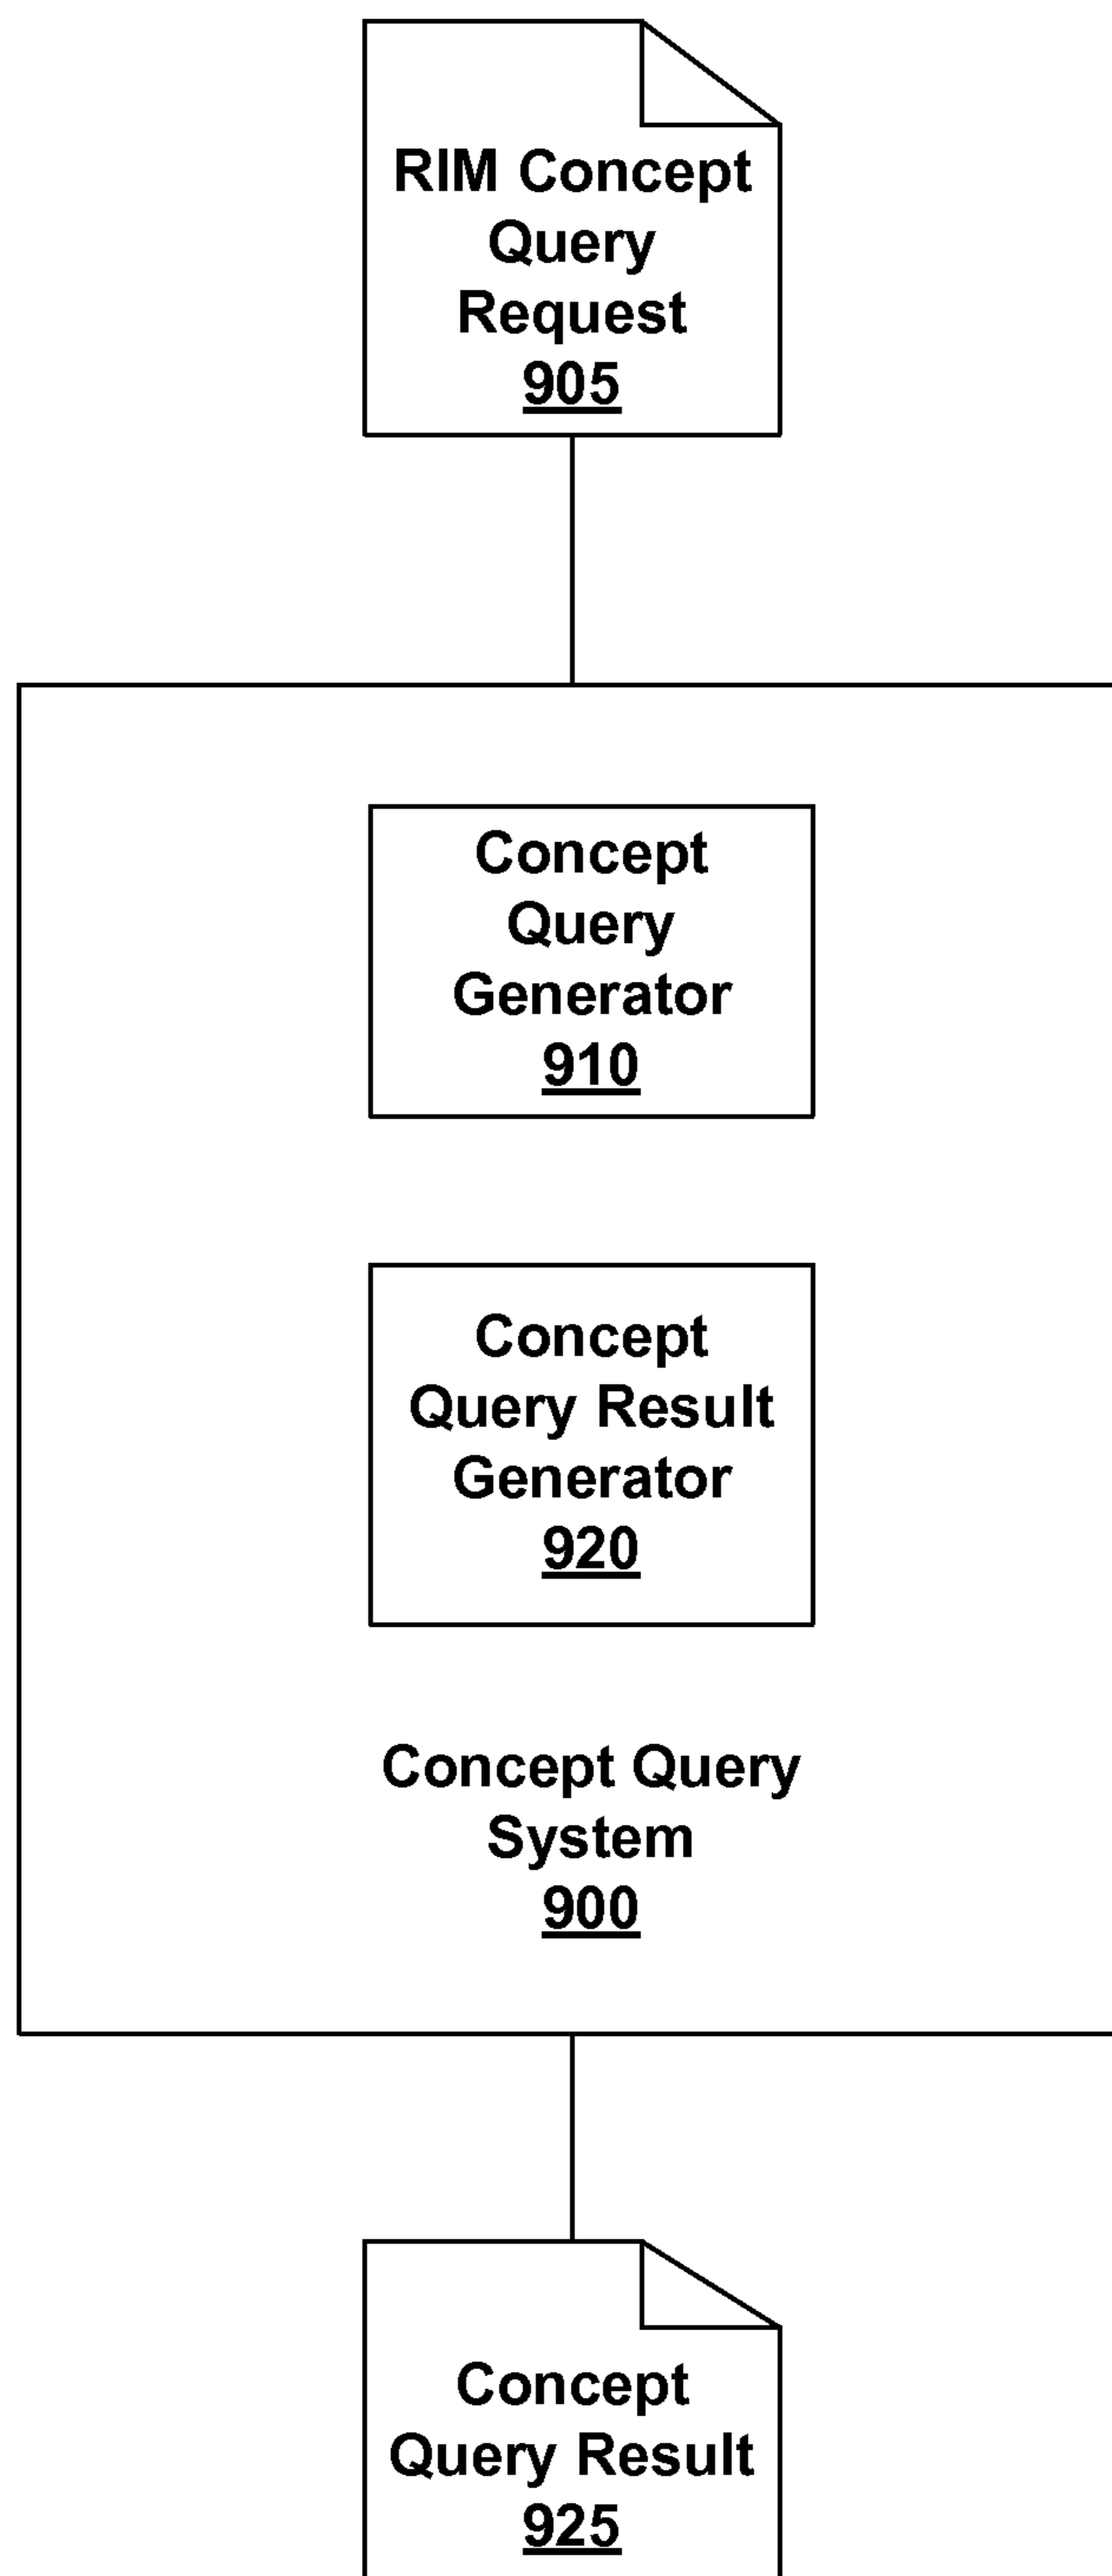 RIM Concept
Query
Request
905
Concept
Query
Generator
910
Concept
Query Result
Generator
920
Concept Query
System
900
Concept
Query Result
925